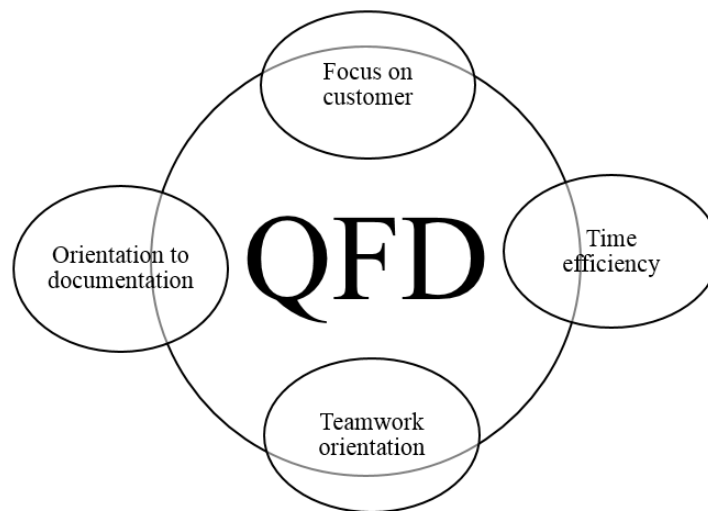 Focus on
customer
Orientation to
documentation
QFD
Time
efficiency
Teamwork
orientation